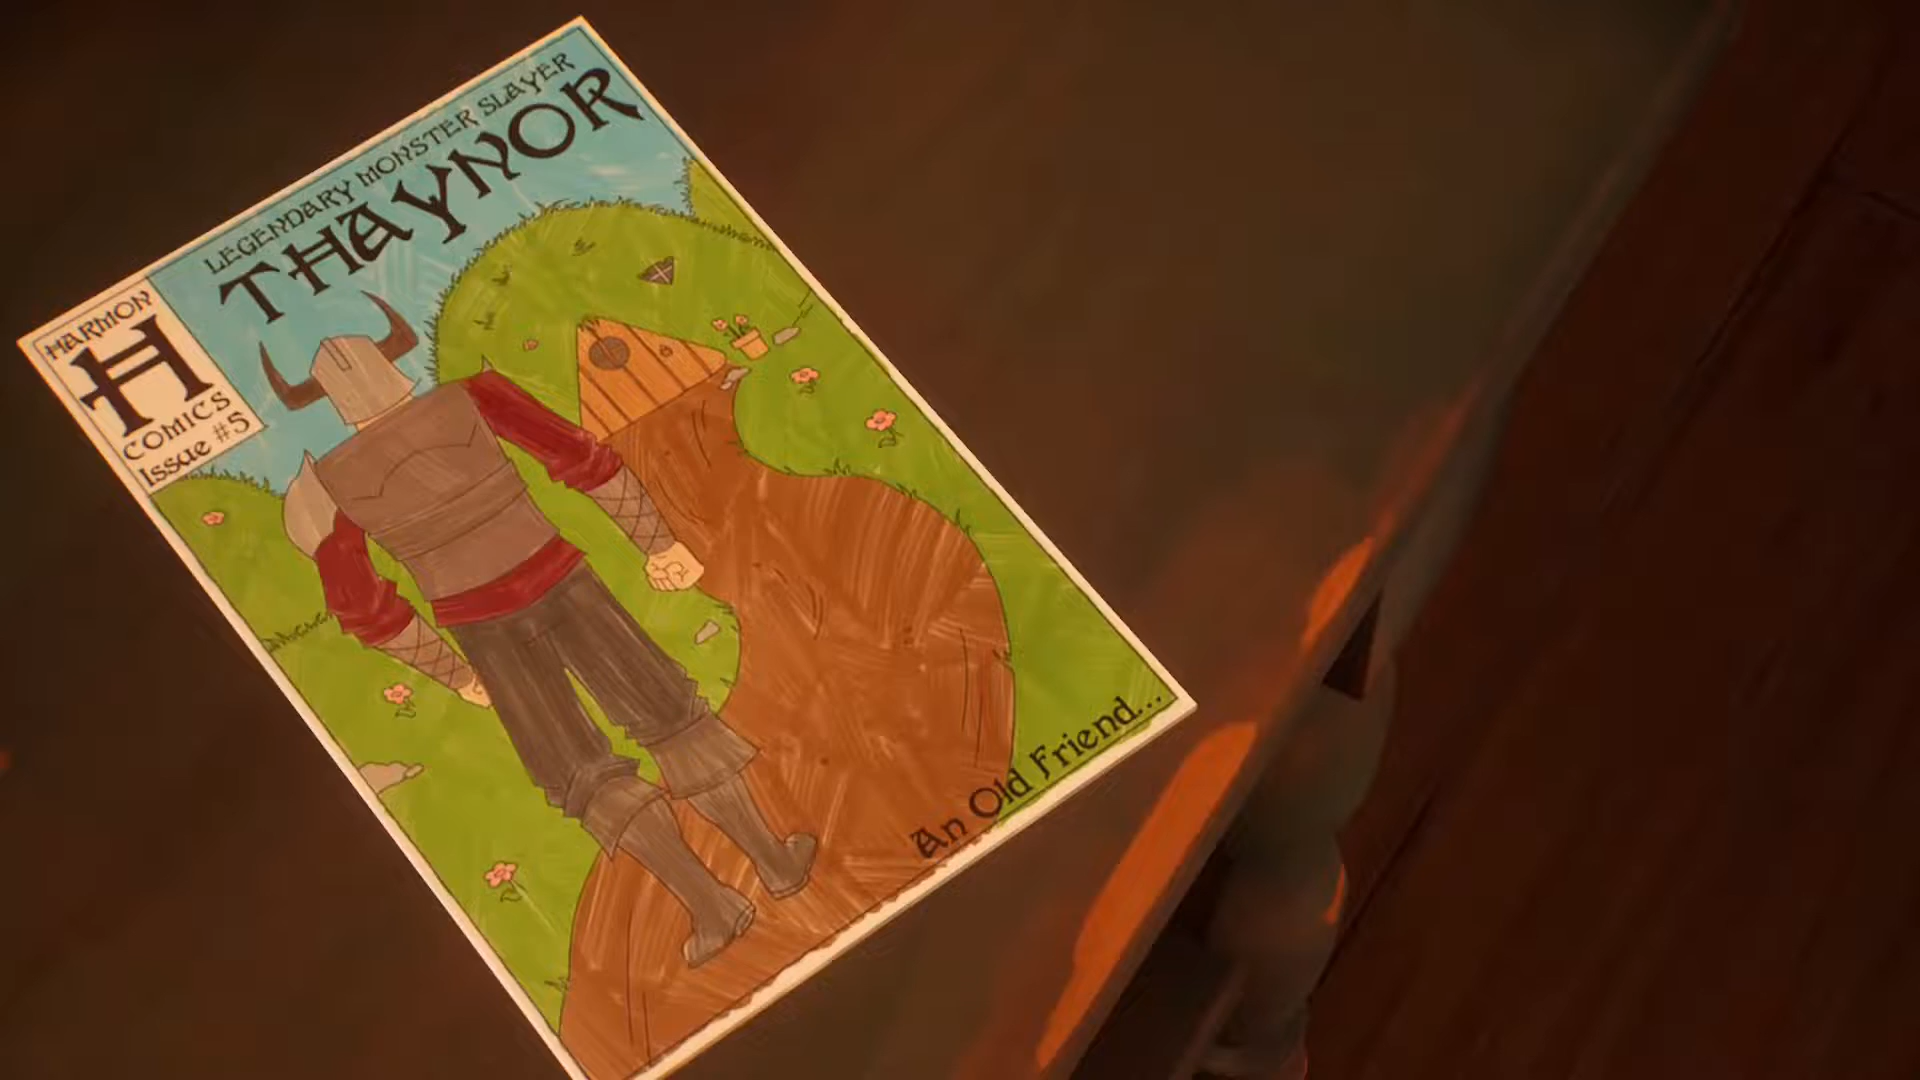 LEGENDARY MONSTER SLAYER
THAYNOR
HARMON
H
COMICS
Issue #5
An Old Friend...